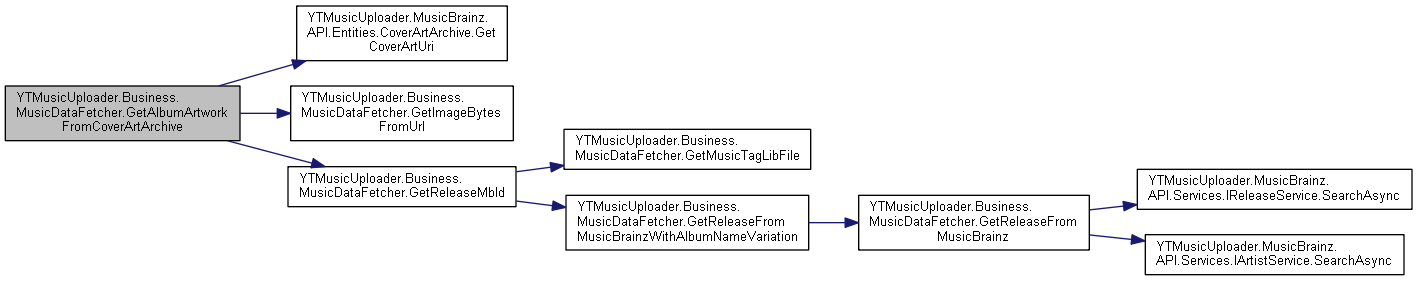 YTMusicUploader.MusicBrainz.
API.Entities.CoverArtArchive.Get
CoverArtUri
YTMusicUploader.Business.
MusicDataFetcher.GetAlbumArtwork
FromCoverArtArchive
YTMusicUploader.Business.
MusicDataFetcher.GetImageBytes
FromUrl
YTMusicUploader.Business.
MusicDataFetcher.GetReleaseMbId
YTMusicUploader.Business.
MusicDataFetcher.GetMusicTagLibFile
YTMusicUploader.Business.
MusicDataFetcher.GetReleaseFrom
MusicBrainzWithAlbumNameVariation
YTMusicUploader.Business.
MusicDataFetcher.GetReleaseFrom
MusicBrainz
YTMusicUploader.MusicBrainz.
API.Services.IReleaseService.SearchAsync
YTMusicUploader.MusicBrainz.
API.Services.IArtistService.SearchAsync